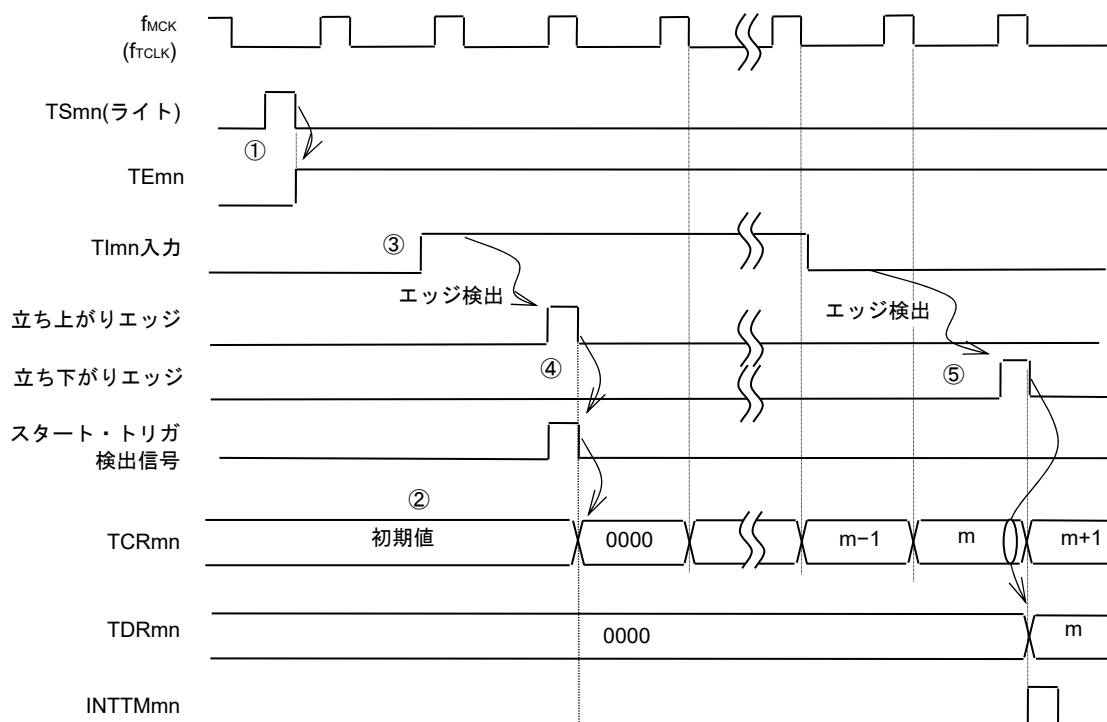 fMCK
(fTCLK)
TSmn(ライト)
①
TEmn
TImn入力
③
エッジ検出
エッジ検出
立ち上がりエッジ
④
立ち下がりエッジ
⑤
スタート・トリガ
検出信号
②
TCRmn
初期値
0000
m−1
m
m+1
TDRmn
0000
m
INTTMmn